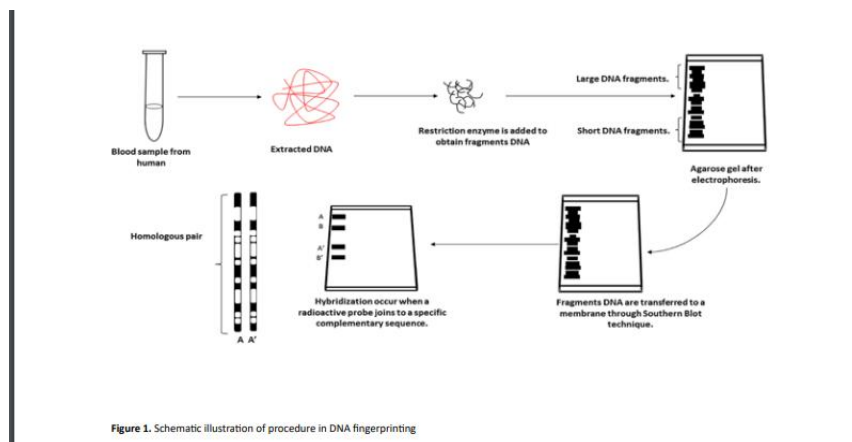 Large DNA fragments.
Short DNA fragments.
Blood sample from
human
Extracted DNA
Restriction enzyme is added to
obtain fragments DNA
Agarose gel after
electrophoresis.
Homologous pair
A A'
A
B
A'
B'
Hybridization occur when a
radioactive probe joins to a specific
complementary sequence.
Fragments DNA are transferred to a
membrane through Southern Blot
technique.
Figure 1. Schematic illustration of procedure in DNA fingerprinting